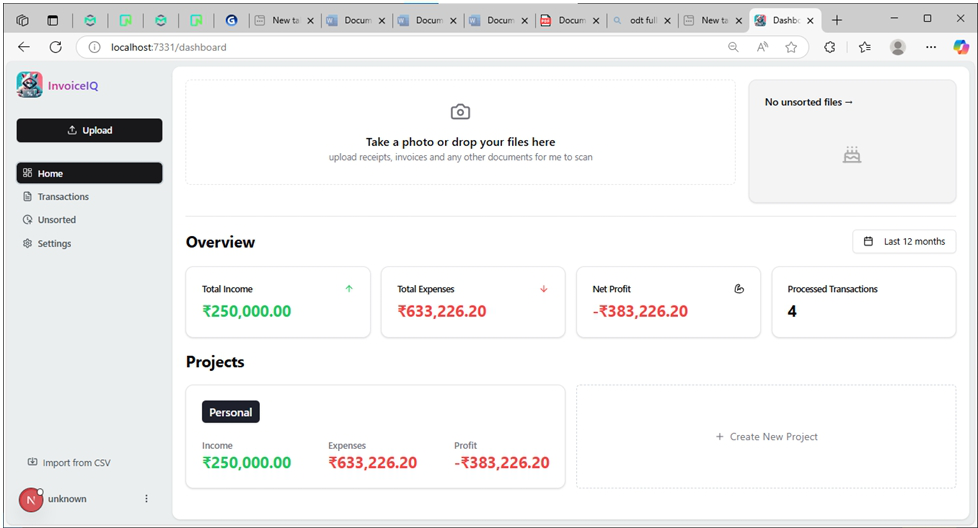 New ta
Docum
Docum
Docum
Docum
odt full
New ta
Dashbo
localhost:7331/dashboard
InvoiceIQ
Upload
Home
Transactions
Unsorted
Settings
Import from CSV
N
unknown
Take a photo or drop your files here
upload receipts, invoices and any other documents for me to scan
No unsorted files →
Overview
Last 12 months
Total Income
₹250,000.00
Total Expenses
₹633,226.20
Net Profit
-₹383,226.20
Processed Transactions
4
Projects
Personal
Income
₹250,000.00
Expenses
₹633,226.20
Profit
-₹383,226.20
+ Create New Project